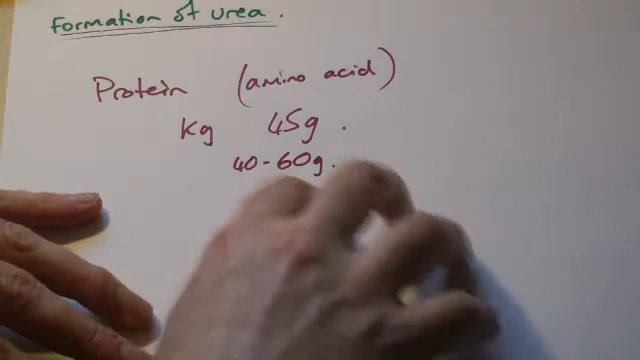 Formation of urea.
Protein (amino acid)
Kg 45g.
40-60g.